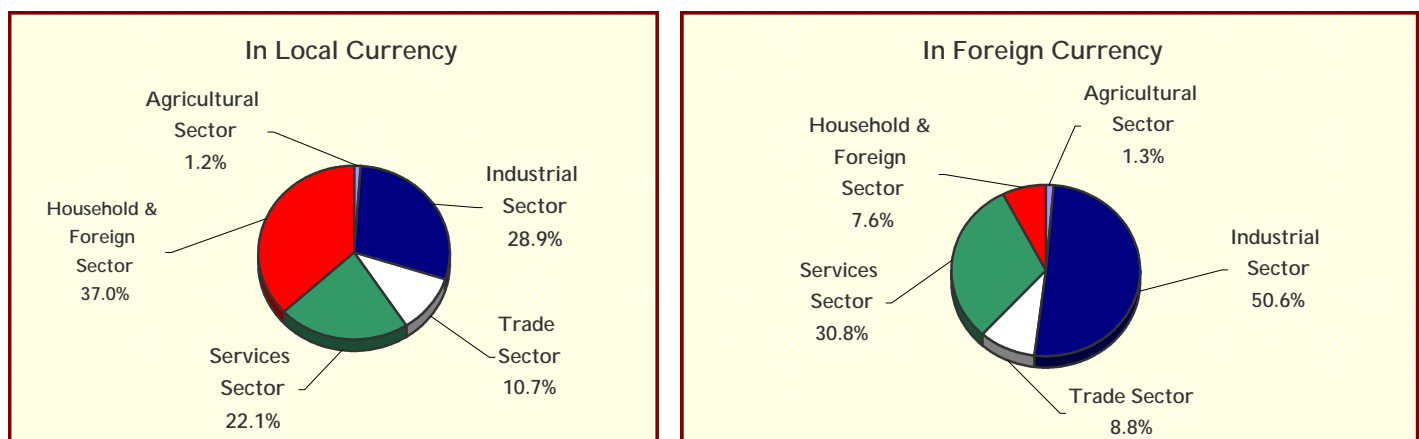 In Local Currency
Agricultural
Sector
1.2%
Industrial
Sector
28.9%
Household &
Foreign
Sector
37.0%
Trade
Sector
10.7%
Services
Sector
22.1%
In Foreign Currency
Agricultural
Sector
1.3%
Household &
Foreign
Sector
7.6%
Industrial
Sector
50.6%
Services
Sector
30.8%
Trade Sector
8.8%